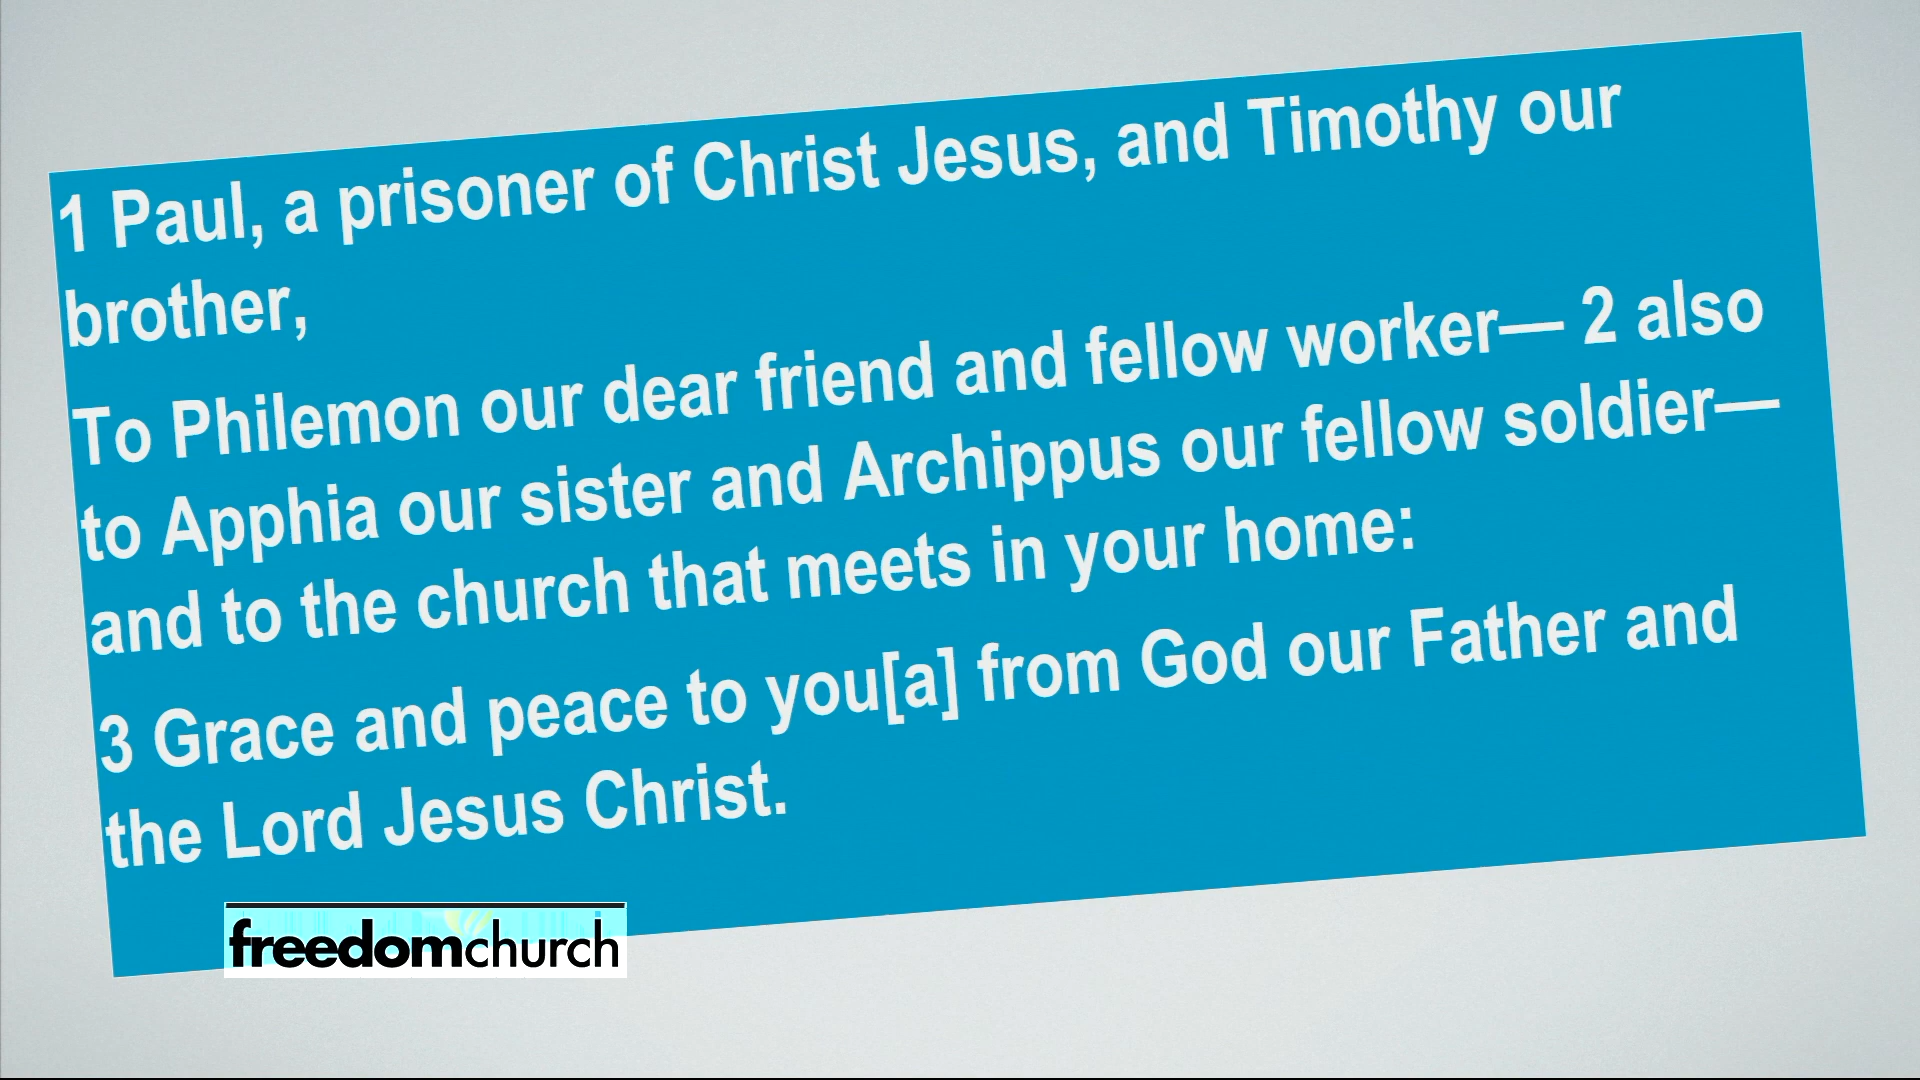 1 Paul, a prisoner of Christ Jesus, and Timothy our
brother,
To Philemon our dear friend and fellow worker— 2 also
to Apphia our sister and Archippus our fellow soldier—
and to the church that meets in your home:
3 Grace and peace to you[a] from God our Father and
the Lord Jesus Christ.
freedomchurch